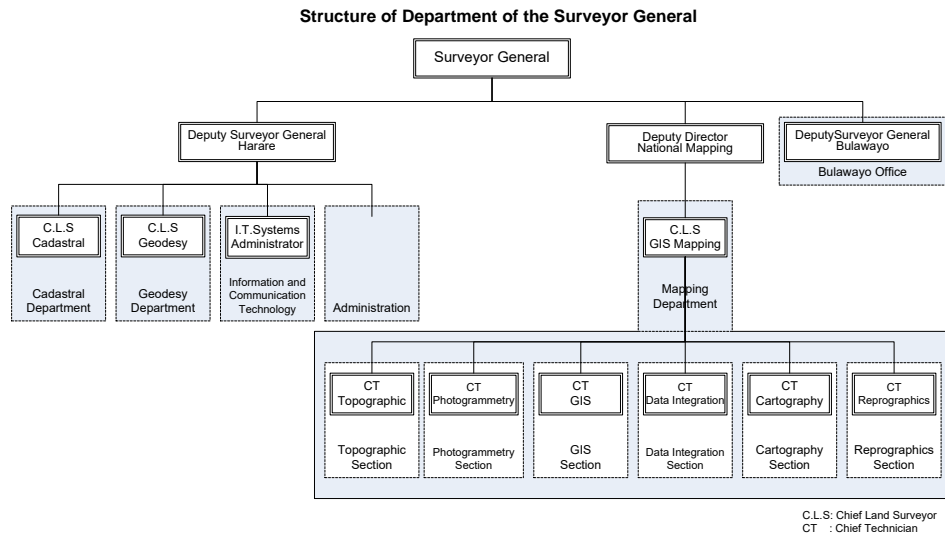 Structure of Department of the Surveyor General
Surveyor General
Deputy Surveyor General
Harare
Deputy Director
National Mapping
DeputySurveyor General
Bulawayo
Bulawayo Office
C.L.S
Cadastral
Cadastral
Department
C.L.S
Geodesy
Geodesy
Department
I.T.Systems
Administrator
Information and
Communication
Technology
Administration
C.L.S
GIS Mapping
Mapping
Department
CT
Topographic
Topographic
Section
CT
Photogrammetry
Photogrammetry
Section
CT
GIS
GIS
Section
CT
Data Integration
Data Integration
Section
CT
Cartography
Cartography
Section
CT
Reprographics
Reprographics
Section
C.L.S: Chief Land Surveyor
CT : Chief Technician